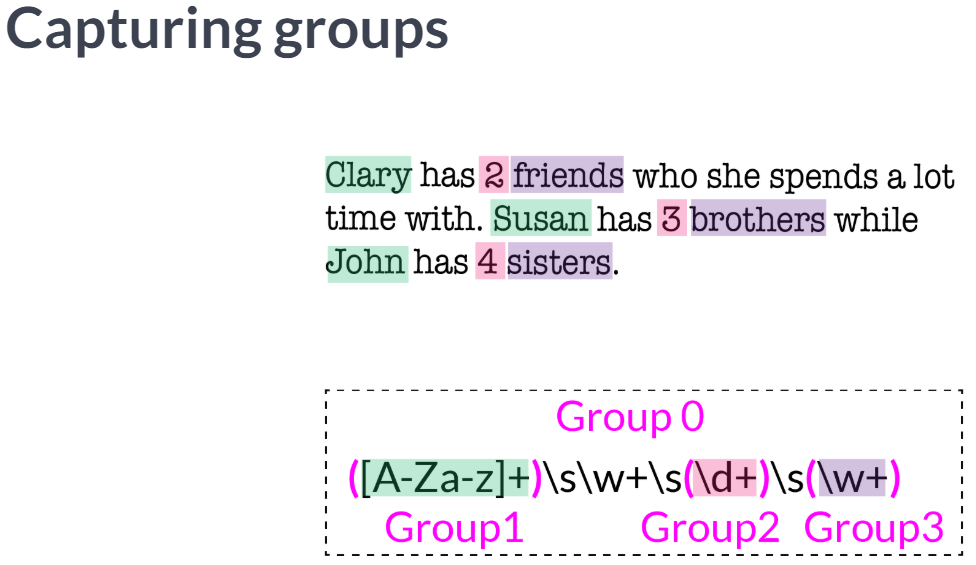 Capturing groups
Clary has 2 friends who she spends a lot
time with. Susan has 3 brothers while
John has 4 sisters.
Group 0
([A-Za-z]+)\s\w+\s(\d+)\s(\w+)
Group1 Group2 Group3